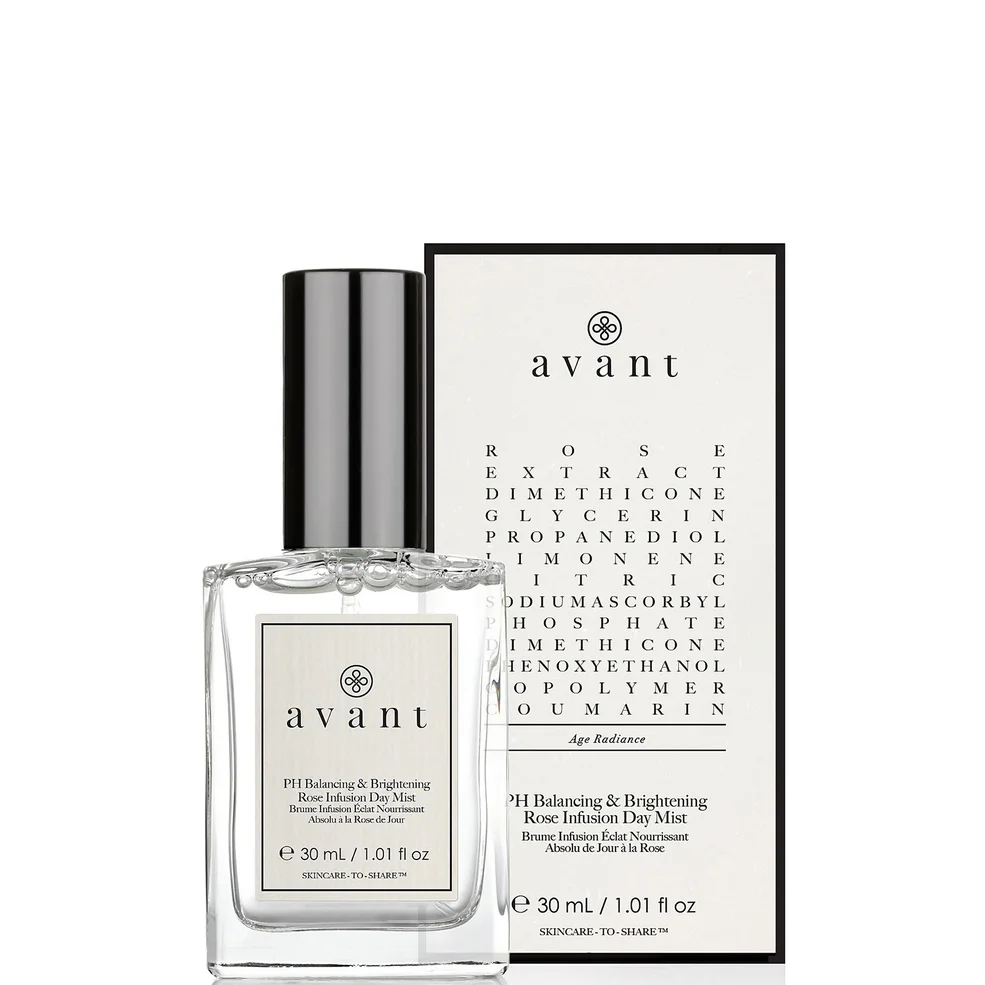 avant
PH Balancing & Brightening
Rose Infusion Day Mist
Brume Infusion Éclat Nourrissant
Absolu à la Rose de Jour
℮ 30 mL / 1.01 fl oz
SKINCARE-TO-SHARE™
avant
ROSE
EXTRACT
DIMETHICONE
GLYCERIN
PROPANEDIOL
LIMONENE
CITRIC
SODIUMASCORBYL
PHOSPHATE
DIMETHICONE
PHENOXYETHANOL
COPOLYMER
COUMARIN
Age Radiance
PH Balancing & Brightening
Rose Infusion Day Mist
Brume Infusion Éclat Nourrissant
Absolu de Jour à la Rose
℮ 30 mL / 1.01 fl oz
SKINCARE-TO-SHARE™